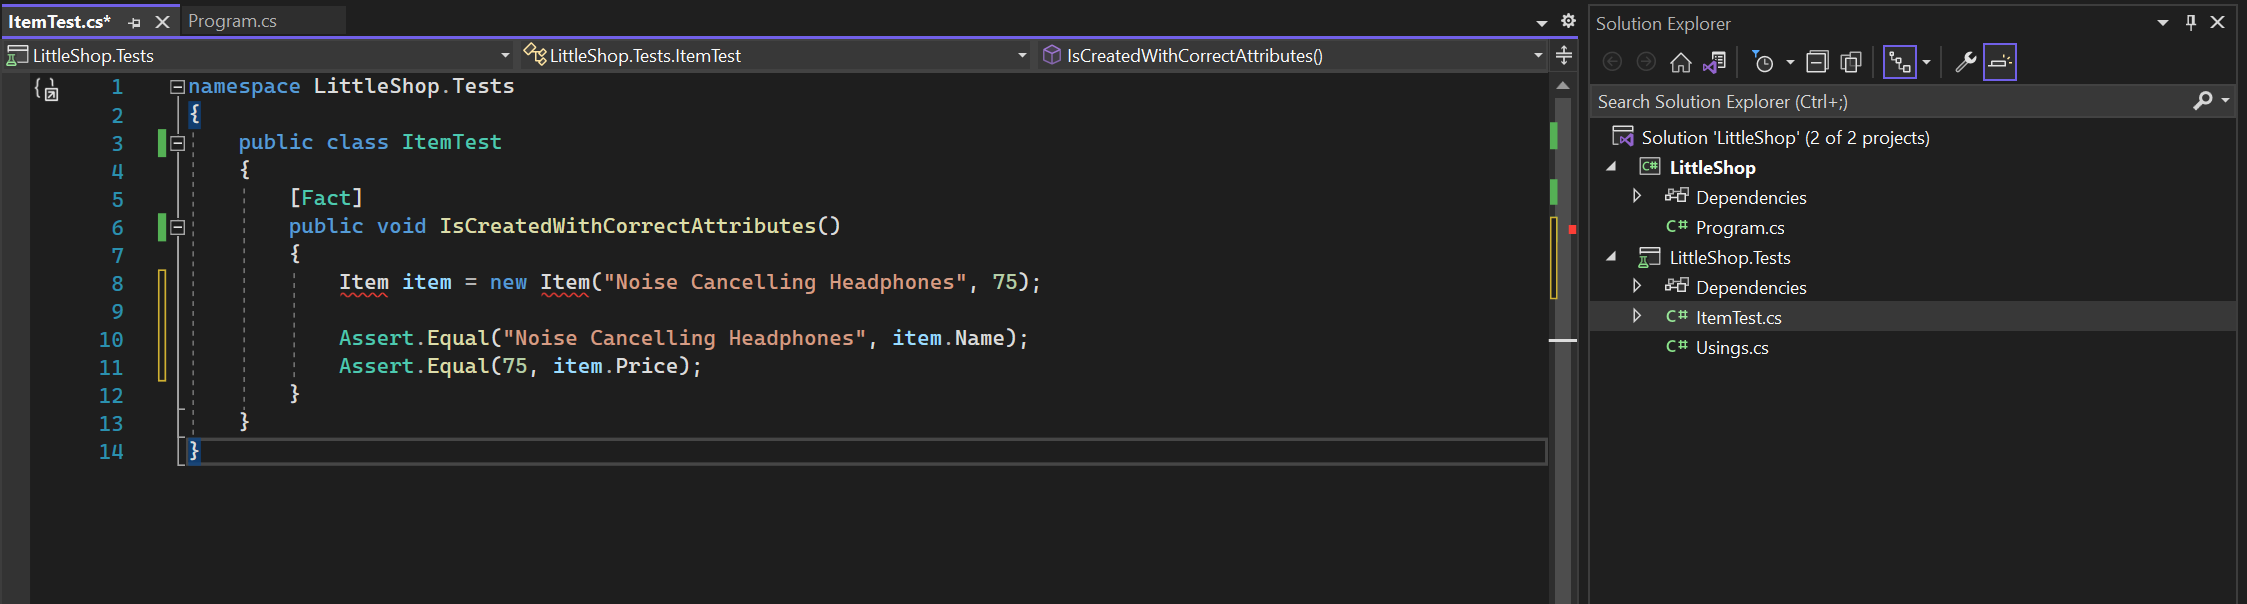 ItemTest.cs* Program.cs
LittleShop.Tests LittleShop.Tests.ItemTest IsCreatedWithCorrectAttributes()
1 namespace LittleShop.Tests
2 {
3 public class ItemTest
4 {
5 [Fact]
6 public void IsCreatedWithCorrectAttributes()
7 {
8 Item item = new Item("Noise Cancelling Headphones", 75);
9
10 Assert.Equal("Noise Cancelling Headphones", item.Name);
11 Assert.Equal(75, item.Price);
12 }
13 }
14 }
Solution Explorer
Search Solution Explorer (Ctrl+;)
Solution 'LittleShop' (2 of 2 projects)
C# LittleShop
Dependencies
C# Program.cs
LittleShop.Tests
Dependencies
C# ItemTest.cs
C# Usings.cs